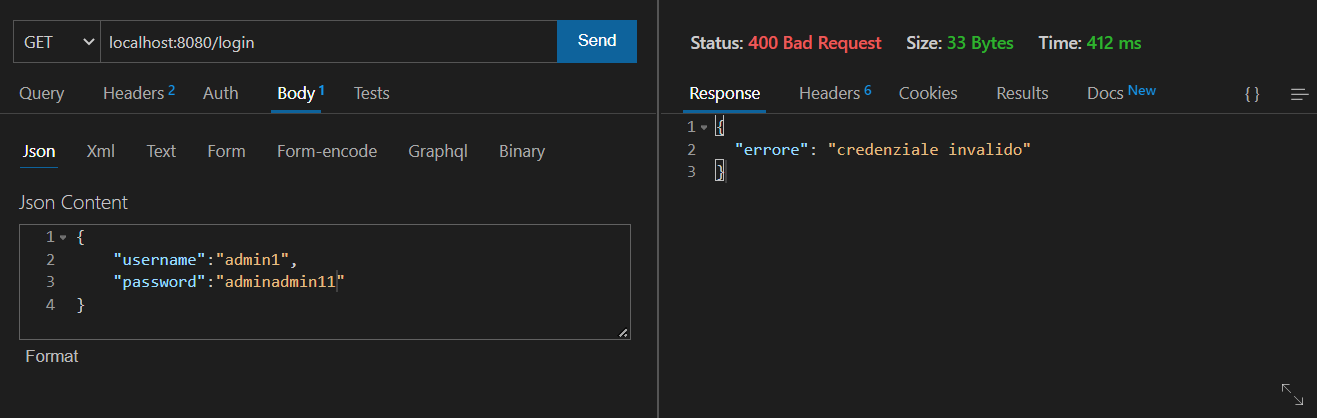 GET localhost:8080/login Send
Query Headers 2 Auth Body 1 Tests
Json Xml Text Form Form-encode Graphql Binary
Json Content
1 {
2 "username":"admin1",
3 "password":"adminadmin11"
4 }
Format
Status: 400 Bad Request Size: 33 Bytes Time: 412 ms
Response Headers 6 Cookies Results Docs New { }
1 {
2 "errore": "credenziale invalido"
3 }